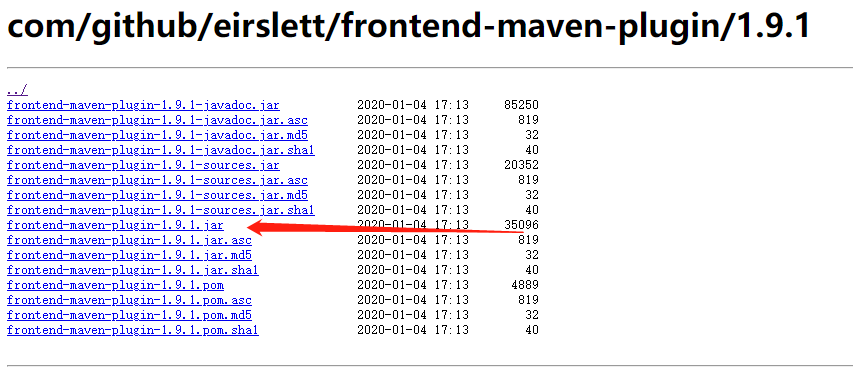 com/github/eirslett/frontend-maven-plugin/1.9.1
../
frontend-maven-plugin-1.9.1-javadoc.jar 2020-01-04 17:13 85250
frontend-maven-plugin-1.9.1-javadoc.jar.asc 2020-01-04 17:13 819
frontend-maven-plugin-1.9.1-javadoc.jar.md5 2020-01-04 17:13 32
frontend-maven-plugin-1.9.1-javadoc.jar.sha1 2020-01-04 17:13 40
frontend-maven-plugin-1.9.1-sources.jar 2020-01-04 17:13 20352
frontend-maven-plugin-1.9.1-sources.jar.asc 2020-01-04 17:13 819
frontend-maven-plugin-1.9.1-sources.jar.md5 2020-01-04 17:13 32
frontend-maven-plugin-1.9.1-sources.jar.sha1 2020-01-04 17:13 40
frontend-maven-plugin-1.9.1.jar 2020-01-04 17:13 35096
frontend-maven-plugin-1.9.1.jar.asc 2020-01-04 17:13 819
frontend-maven-plugin-1.9.1.jar.md5 2020-01-04 17:13 32
frontend-maven-plugin-1.9.1.jar.sha1 2020-01-04 17:13 40
frontend-maven-plugin-1.9.1.pom 2020-01-04 17:13 4889
frontend-maven-plugin-1.9.1.pom.asc 2020-01-04 17:13 819
frontend-maven-plugin-1.9.1.pom.md5 2020-01-04 17:13 32
frontend-maven-plugin-1.9.1.pom.sha1 2020-01-04 17:13 40